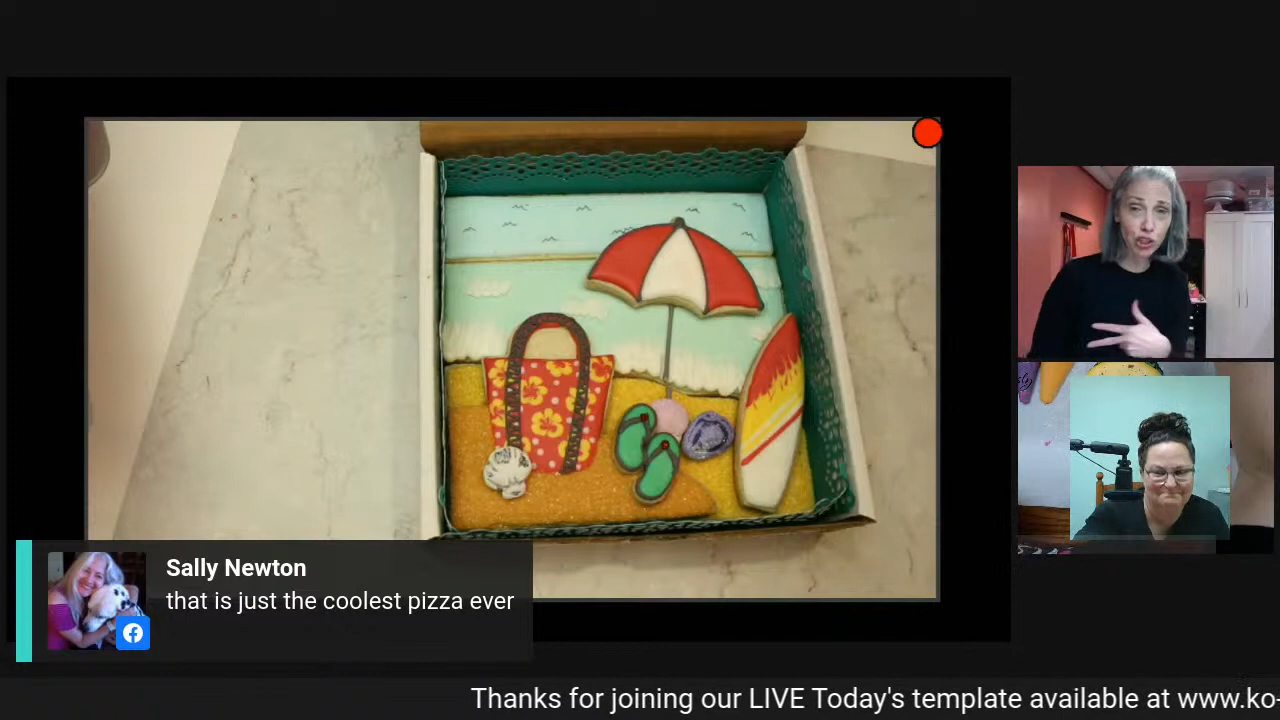 Sally Newton
that is just the coolest pizza ever
Thanks for joining our LIVE Today's template available at www.ko